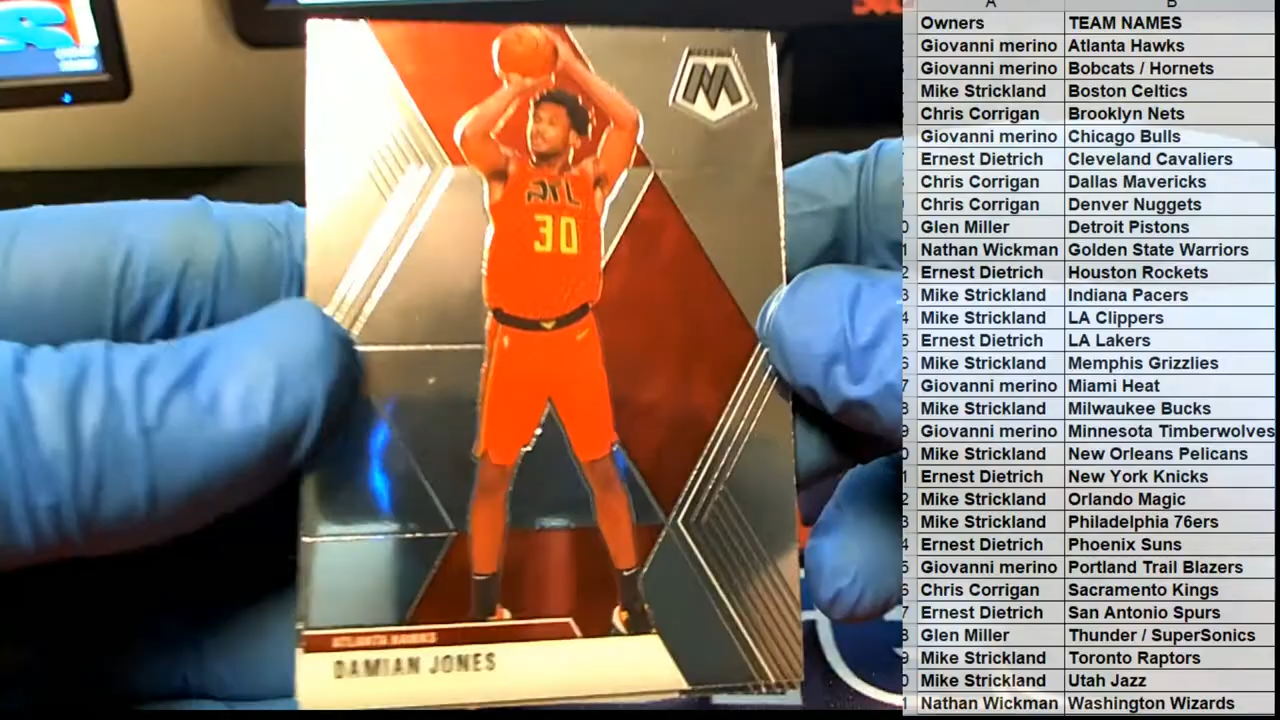 ATL
30
ATLANTA HAWKS
DAMIAN JONES
A B
Owners TEAM NAMES
Giovanni merino Atlanta Hawks
Giovanni merino Bobcats / Hornets
Mike Strickland Boston Celtics
Chris Corrigan Brooklyn Nets
Giovanni merino Chicago Bulls
Ernest Dietrich Cleveland Cavaliers
Chris Corrigan Dallas Mavericks
Chris Corrigan Denver Nuggets
Glen Miller Detroit Pistons
Nathan Wickman Golden State Warriors
Ernest Dietrich Houston Rockets
Mike Strickland Indiana Pacers
Mike Strickland LA Clippers
Ernest Dietrich LA Lakers
Mike Strickland Memphis Grizzlies
Giovanni merino Miami Heat
Mike Strickland Milwaukee Bucks
Giovanni merino Minnesota Timberwolves
Mike Strickland New Orleans Pelicans
Ernest Dietrich New York Knicks
Mike Strickland Orlando Magic
Mike Strickland Philadelphia 76ers
Ernest Dietrich Phoenix Suns
Giovanni merino Portland Trail Blazers
Chris Corrigan Sacramento Kings
Ernest Dietrich San Antonio Spurs
Glen Miller Thunder / SuperSonics
Mike Strickland Toronto Raptors
Mike Strickland Utah Jazz
Nathan Wickman Washington Wizards